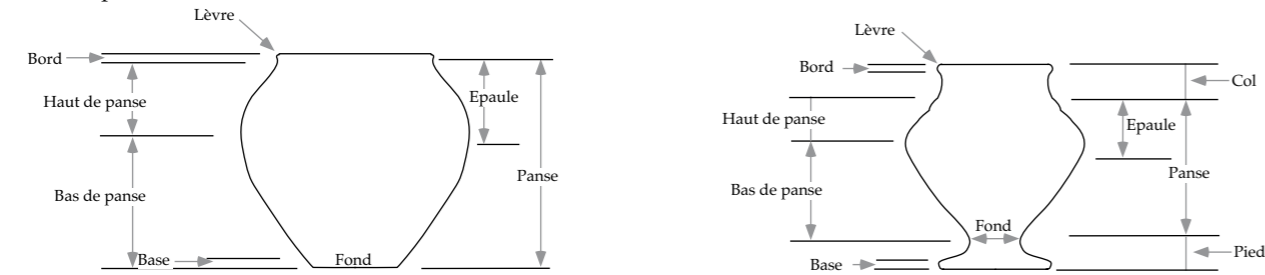 Lèvre
Bord
Haut de panse
Epaule
Panse
Bas de panse
Base
Fond
Lèvre
Bord
Col
Haut de panse
Epaule
Panse
Bas de panse
Fond
Pied
Base